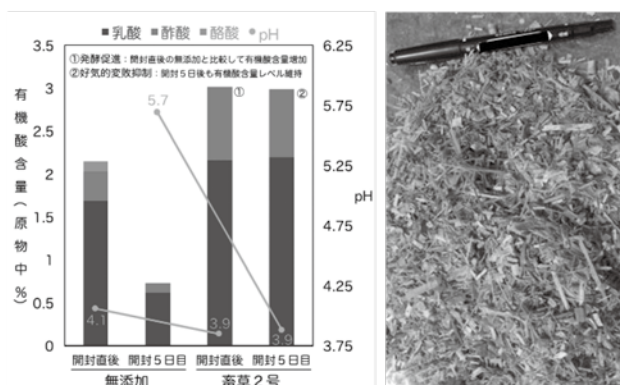 ■乳酸 ■酢酸 ■酪酸 pH
3.5 6.25
①発酵促進：開封直後の無添加と比較して有機酸含量増加
②好気的変敗抑制：開封5日後も有機酸含量レベル維持
3 5.75
5.7 ① ②
2.5
5.25
2
有機酸含量(原物中%)
pH
1.5 4.75
1
4.25
0.5
4.1 3.9 3.9
0 3.75
開封直後 開封5日目 開封直後 開封5日目
無添加 畜草2号